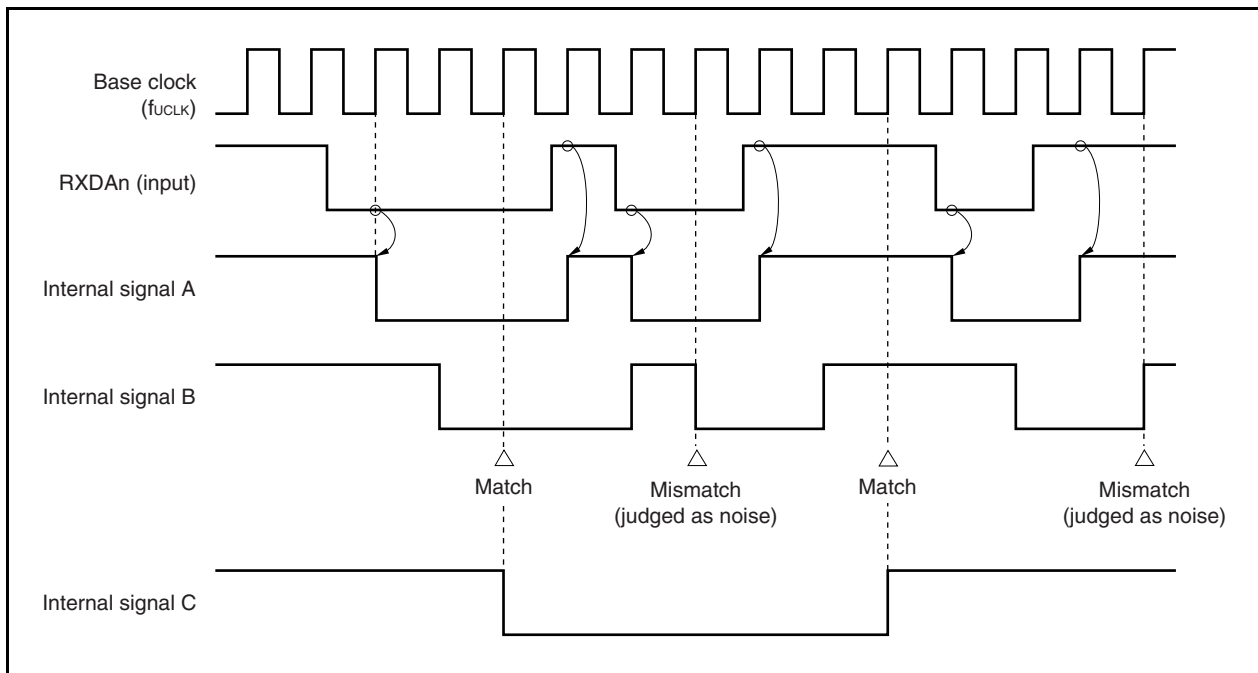 Base clock
(fUCLK)
RXDAn (input)
Internal signal A
Internal signal B
Match
Mismatch
(judged as noise)
Match
Mismatch
(judged as noise)
Internal signal C